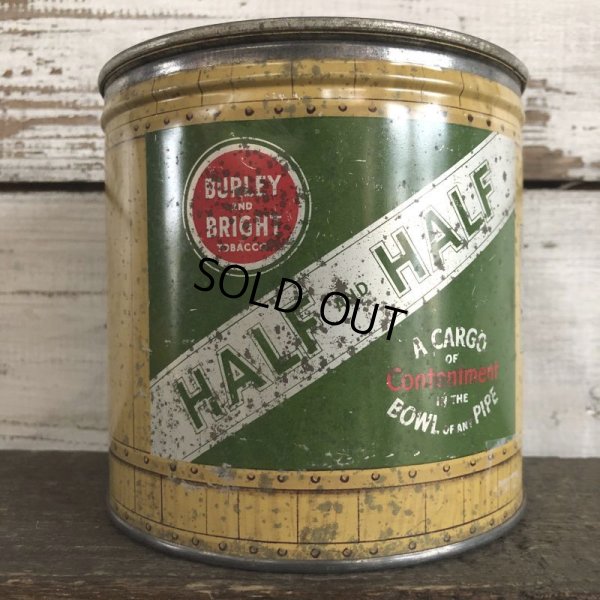 BURLEY
AND
BRIGHT
TOBACCO
HALF AND HALF
SOLD OUT
A CARGO
OF
Contentment
IN THE
BOWL OF ANY PIPE